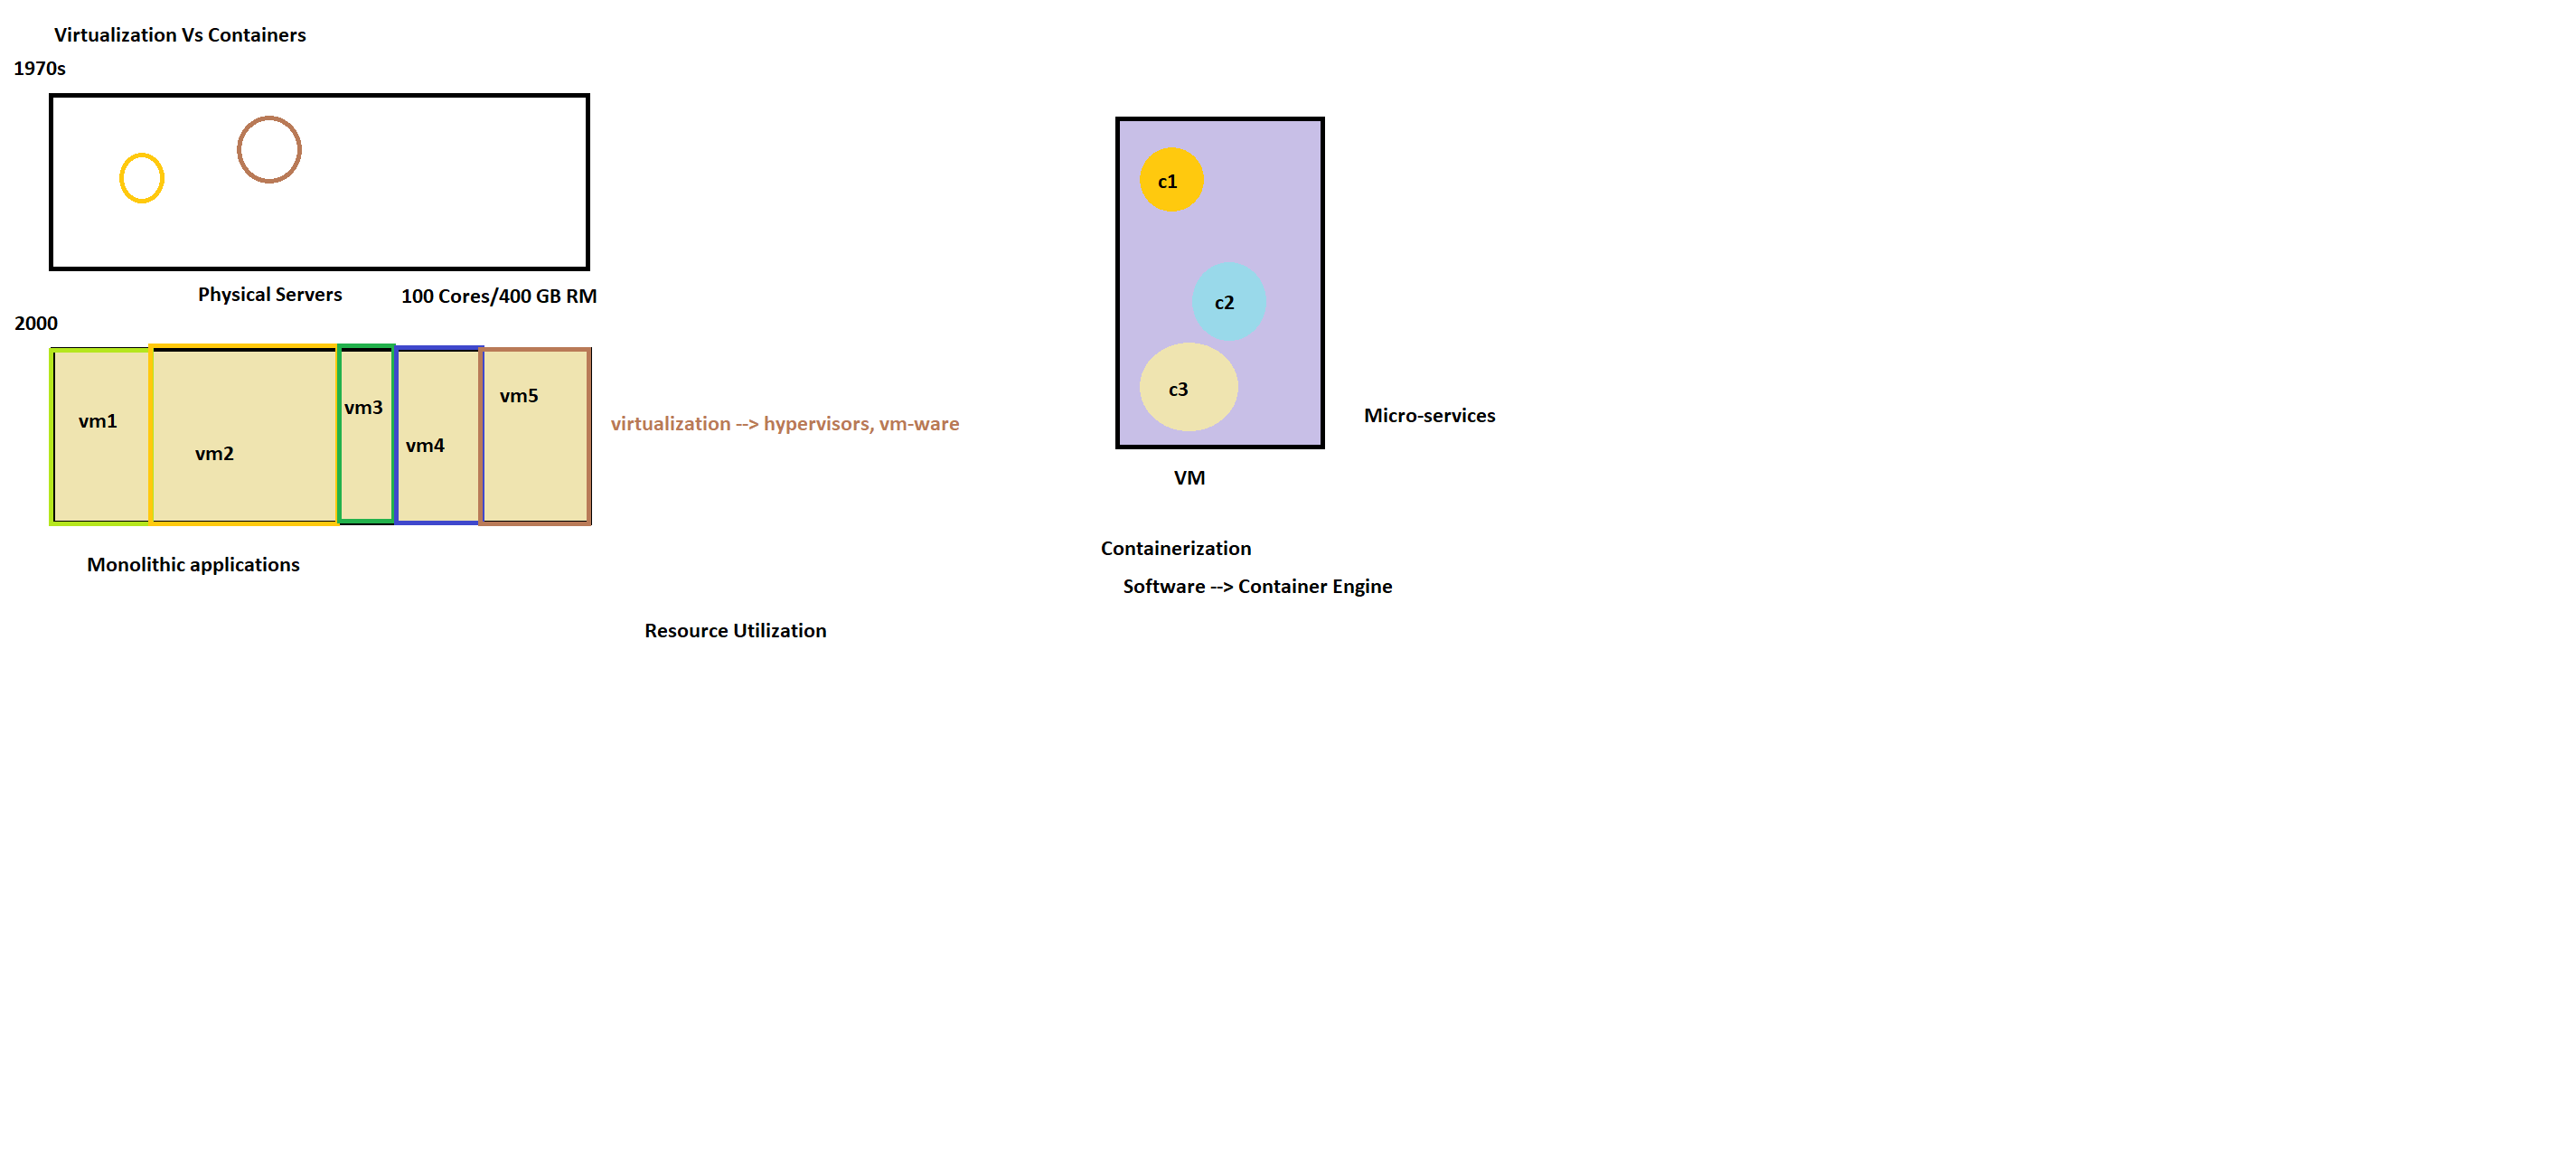 Virtualization Vs Containers
1970s
Physical Servers
100 Cores/400 GB RM
2000
vm1
vm2
vm3
vm4
vm5
virtualization --> hypervisors, vm-ware
Monolithic applications
Resource Utilization
c1
c2
c3
Micro-services
VM
Containerization
Software --> Container Engine